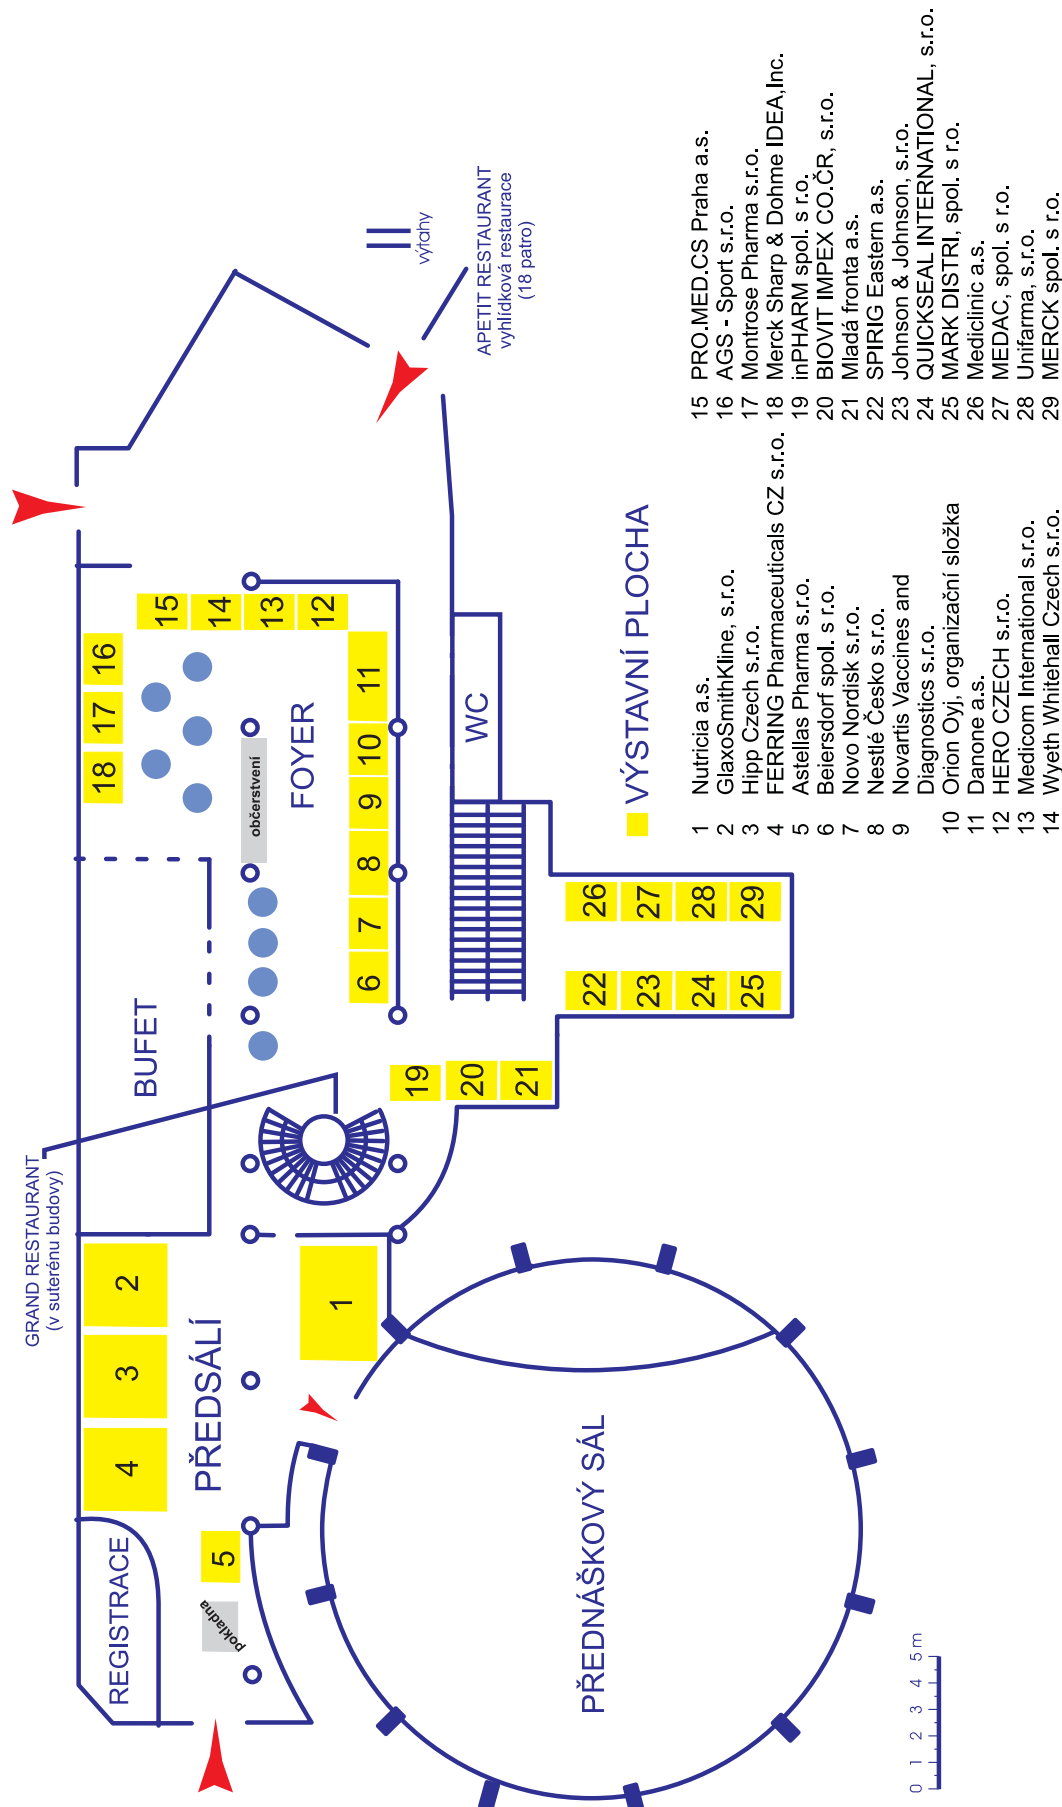 GRAND RESTAURANT
(v suterénu budovy)
REGISTRACE
pokladna
5
4
3
2
PŘEDSÁLÍ
1
BUFET
18
17
16
15
14
13
12
občerstvení
FOYER
6
7
8
9
10
11
19
20
21
WC
22
23
24
25
26
27
28
29
výtahy
APETIT RESTAURANT
vyhlídková restaurace
(18 patro)
PŘEDNÁŠKOVÝ SÁL
0 1 2 3 4 5 m
VÝSTAVNÍ PLOCHA
1 Nutricia a.s.
2 GlaxoSmithKline, s.r.o.
3 Hipp Czech s.r.o.
4 FERRING Pharmaceuticals CZ s.r.o.
5 Astellas Pharma s.r.o.
6 Beiersdorf spol. s r.o.
7 Novo Nordisk s.r.o.
8 Nestlé Česko s.r.o.
9 Novartis Vaccines and
Diagnostics s.r.o.
10 Orion Oyj, organizační složka
11 Danone a.s.
12 HERO CZECH s.r.o.
13 Medicom International s.r.o.
14 Wyeth Whitehall Czech s.r.o.
15 PRO.MED.CS Praha a.s.
16 AGS - Sport s.r.o.
17 Montrose Pharma s.r.o.
18 Merck Sharp & Dohme IDEA,Inc.
19 inPHARM spol. s r.o.
20 BIOVIT IMPEX CO.ČR, s.r.o.
21 Mladá fronta a.s.
22 SPIRIG Eastern a.s.
23 Johnson & Johnson, s.r.o.
24 QUICKSEAL INTERNATIONAL, s.r.o.
25 MARK DISTRI, spol. s r.o.
26 Mediclinic a.s.
27 MEDAC, spol. s r.o.
28 Unifarma, s.r.o.
29 MERCK spol. s r.o.